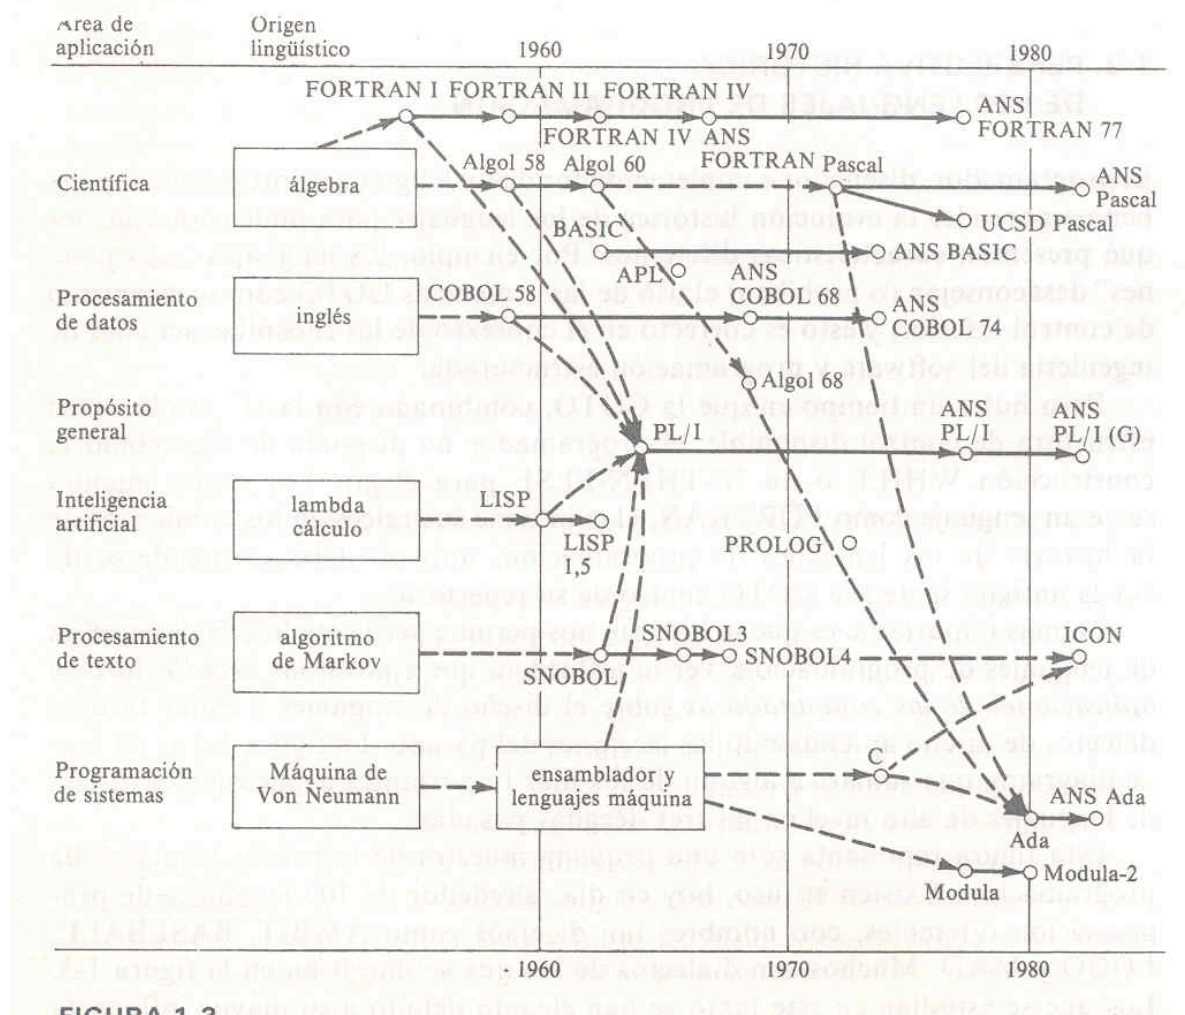 Area de
aplicación
Origen
lingüístico
1960
1970
1980
FORTRAN I FORTRAN II FORTRAN IV
ANS
FORTRAN 77
FORTRAN IV ANS
FORTRAN
Científica
álgebra
Algol 58
Algol 60
Pascal
ANS
Pascal
UCSD Pascal
BASIC
ANS BASIC
APL
Procesamiento
de datos
inglés
COBOL 58
ANS
COBOL 68
ANS
COBOL 74
Algol 68
Propósito
general
PL/I
ANS
PL/I
ANS
PL/I (G)
Inteligencia
artificial
lambda
cálculo
LISP
LISP
1,5
PROLOG
Procesamiento
de texto
algoritmo
de Markov
SNOBOL
SNOBOL3
SNOBOL4
ICON
Programación
de sistemas
Máquina de
Von Neumann
ensamblador y
lenguajes máquina
C
ANS Ada
Ada
Modula
Modula-2
1960
1970
1980
FIGURA 1-3